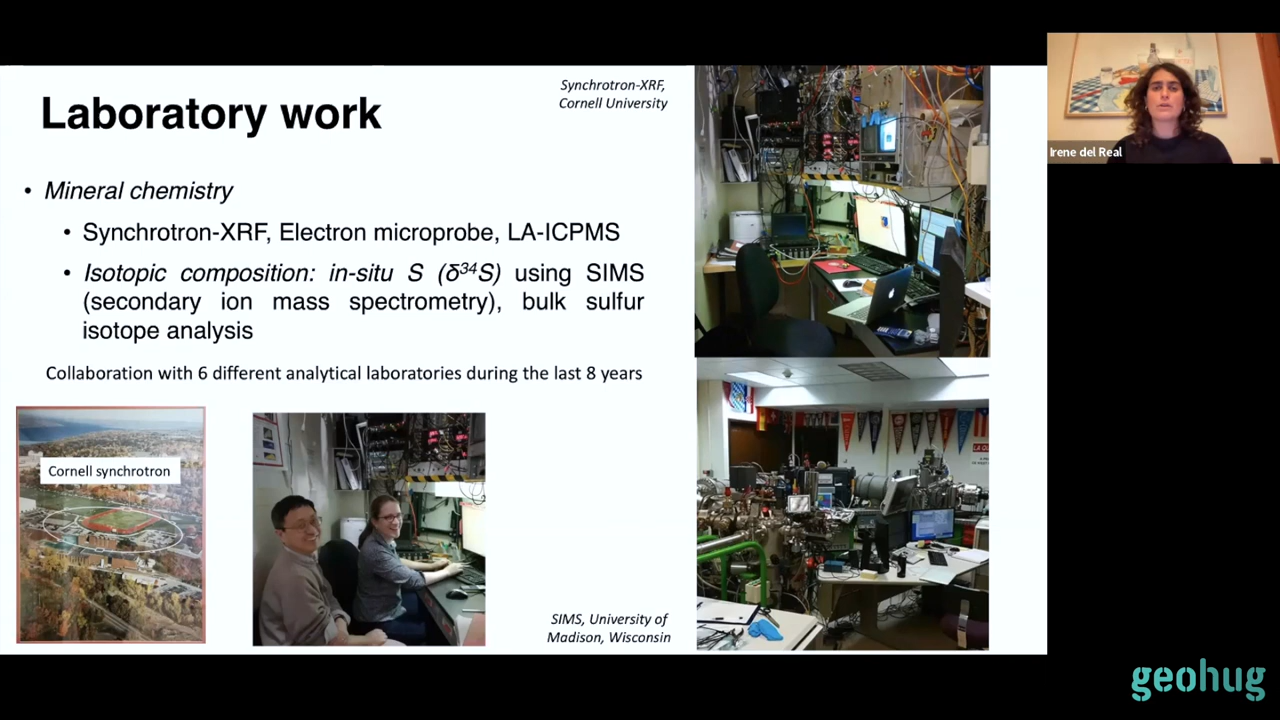 Synchrotron-XRF,
Cornell University
Laboratory work
• Mineral chemistry
• Synchrotron-XRF, Electron microprobe, LA-ICPMS
• Isotopic composition: in-situ S (δ³⁴S) using SIMS
(secondary ion mass spectrometry), bulk sulfur
isotope analysis
Collaboration with 6 different analytical laboratories during the last 8 years
Cornell synchrotron
SIMS, University of
Madison, Wisconsin
Irene del Real
geohug